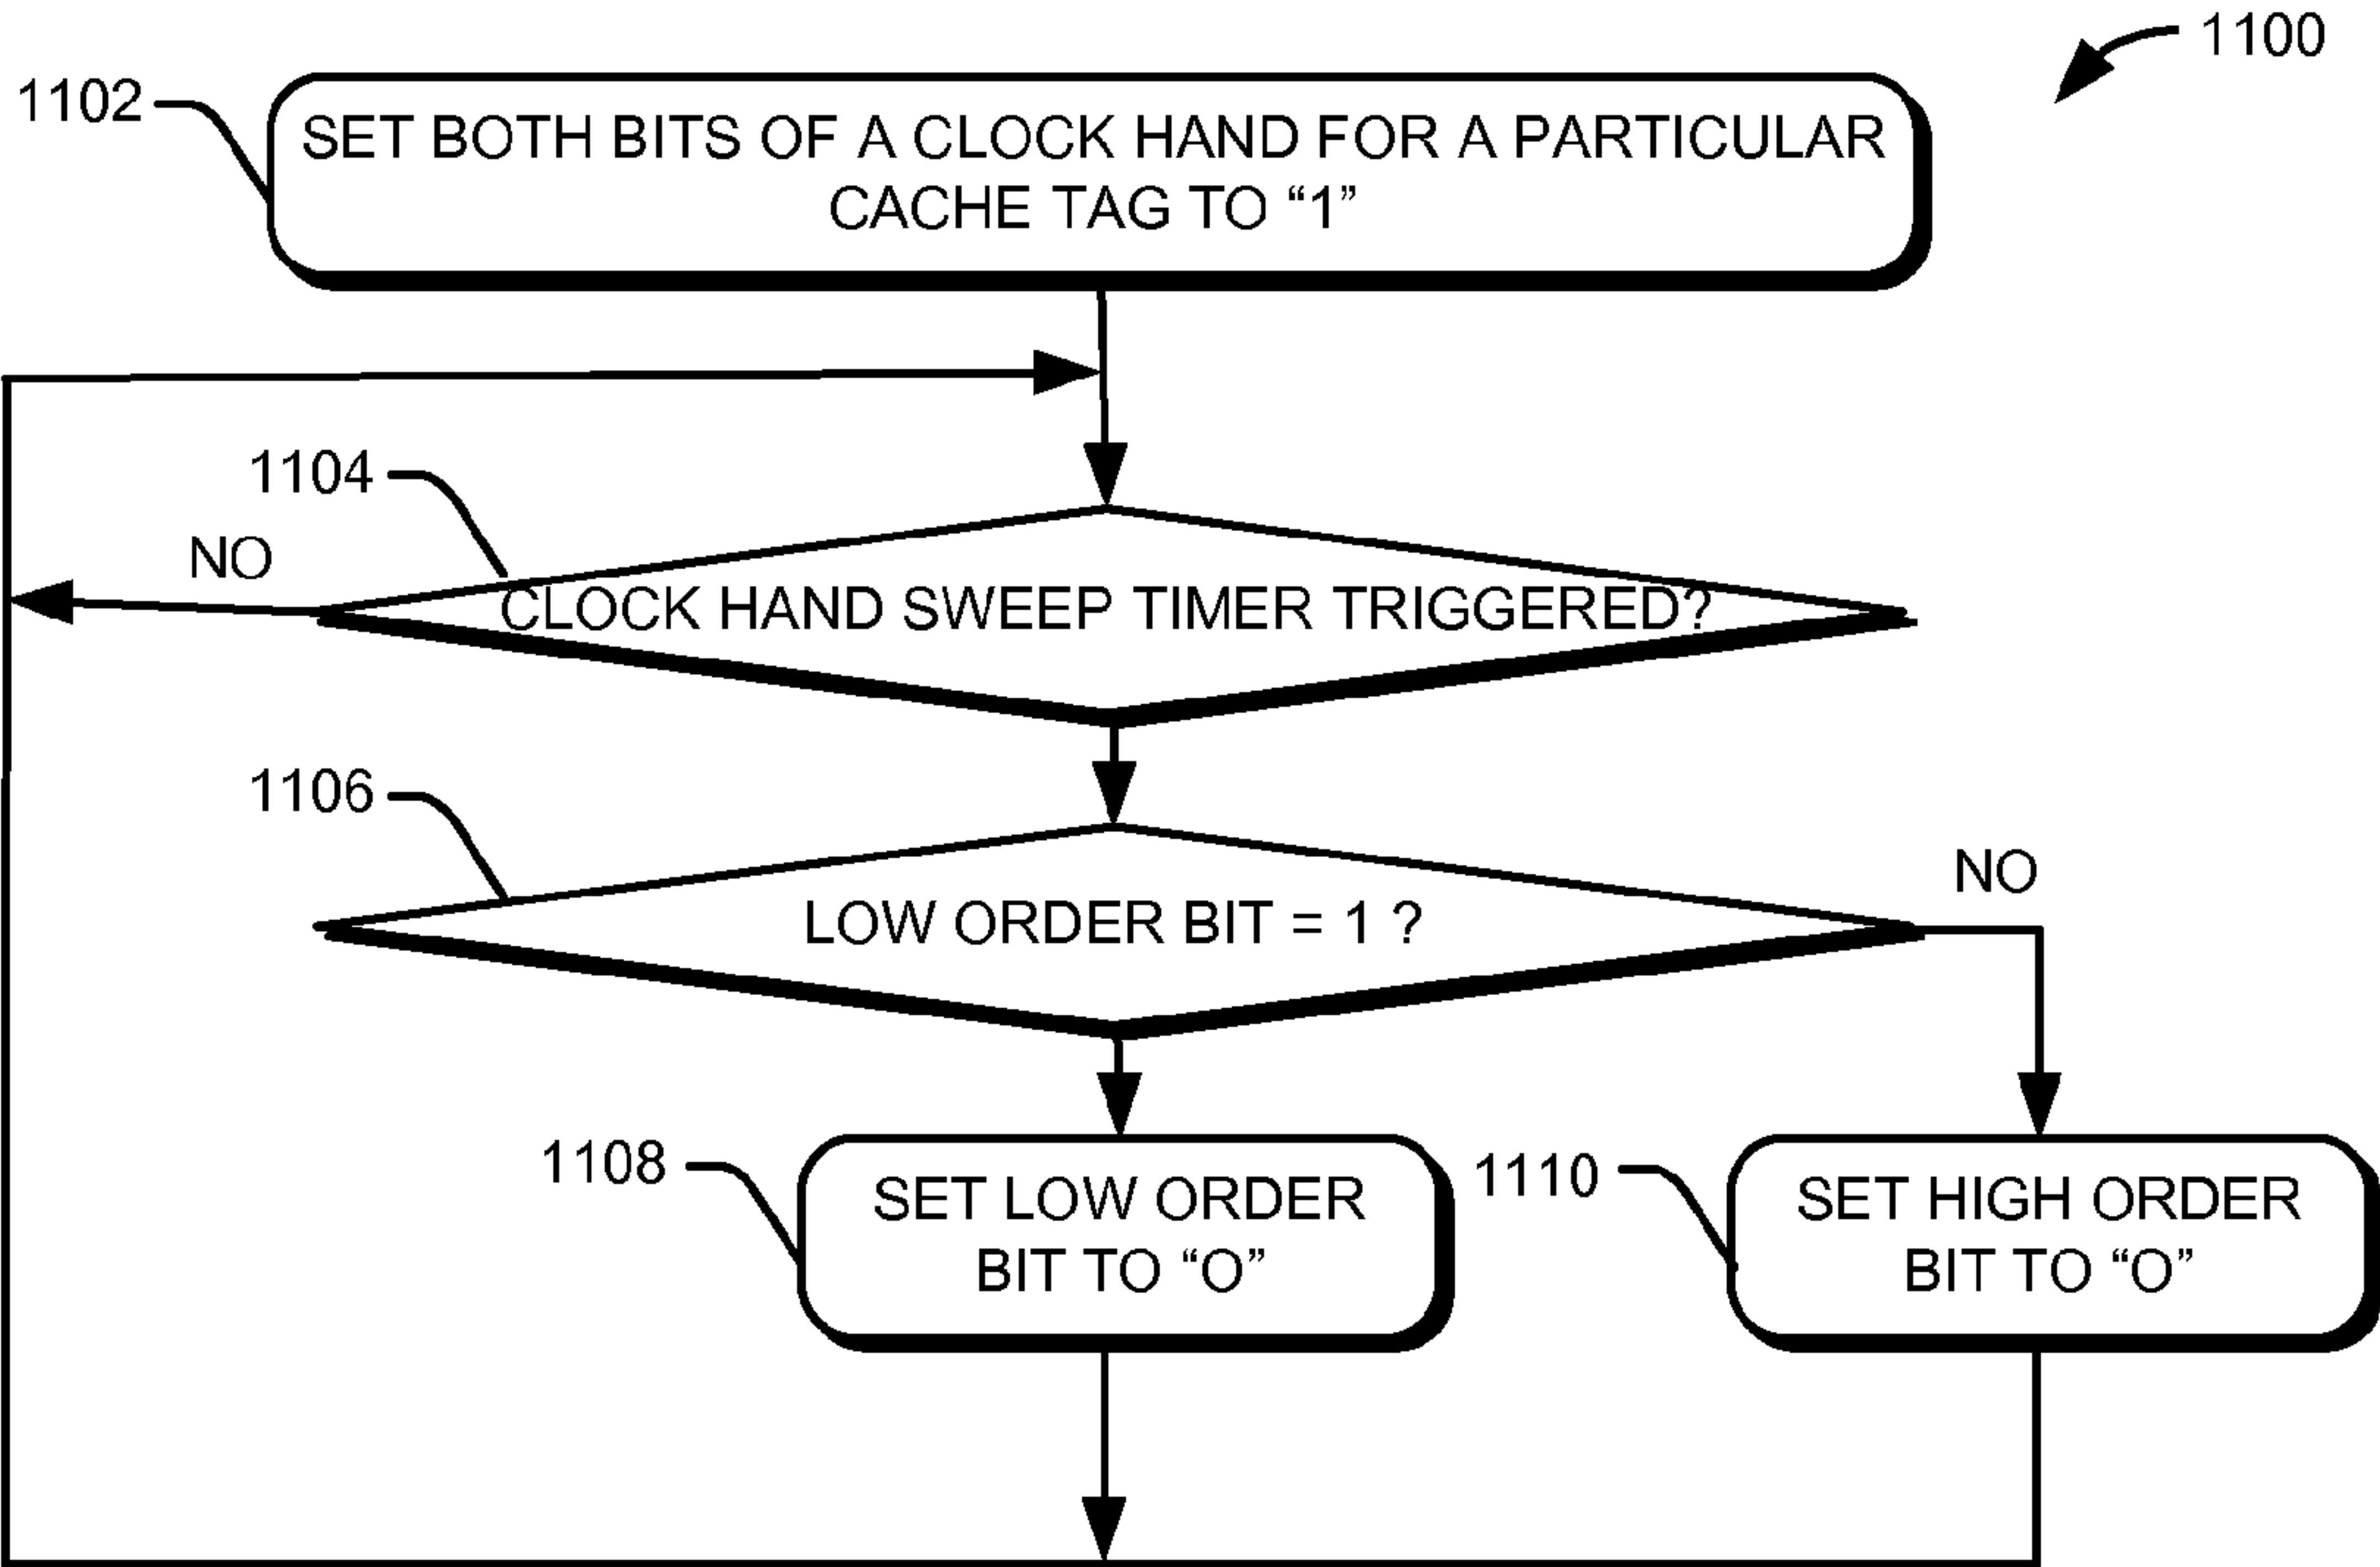 1100
1102
SET BOTH BITS OF A CLOCK HAND FOR A PARTICULAR
CACHE TAG TO “1”
1104
NO
CLOCK HAND SWEEP TIMER TRIGGERED?
1106
NO
LOW ORDER BIT = 1 ?
1108
SET LOW ORDER
BIT TO “O”
1110
SET HIGH ORDER
BIT TO “O”